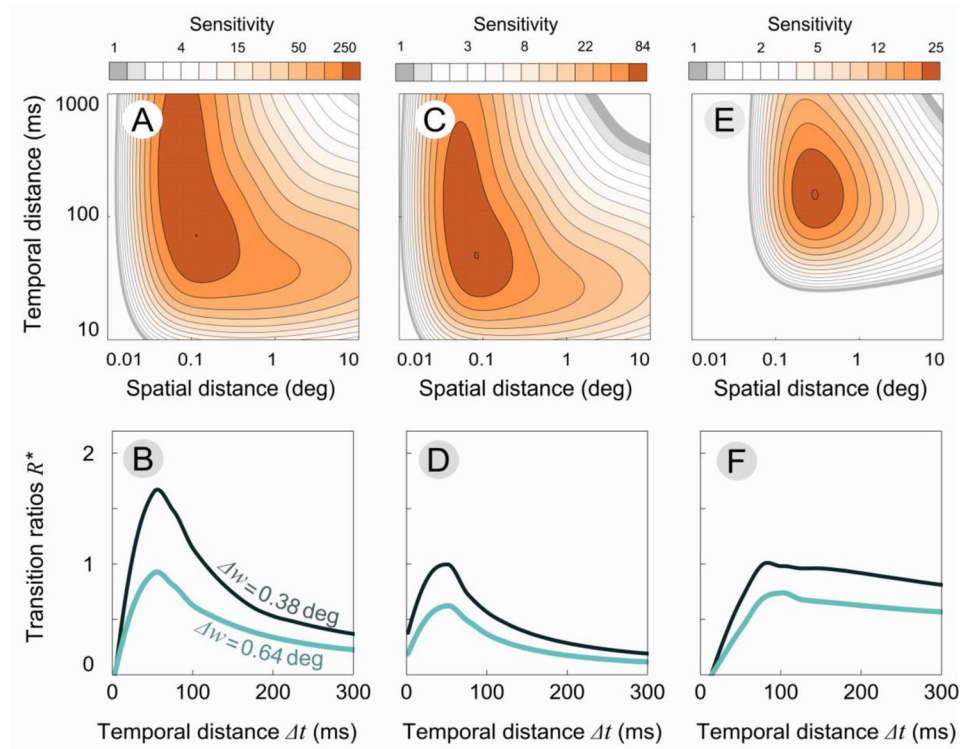 Sensitivity
1 4 15 50 250
Sensitivity
1 3 8 22 84
Sensitivity
1 2 5 12 25
A
C
E
Temporal distance (ms)
1000
100
10
0.01 0.1 1 10
0.01 0.1 1 10
0.01 0.1 1 10
Spatial distance (deg)
Spatial distance (deg)
Spatial distance (deg)
B
D
F
Transition ratios R*
2
1
0
Δw = 0.38 deg
Δw = 0.64 deg
0 100 200 300
0 100 200 300
0 100 200 300
Temporal distance Δt (ms)
Temporal distance Δt (ms)
Temporal distance Δt (ms)